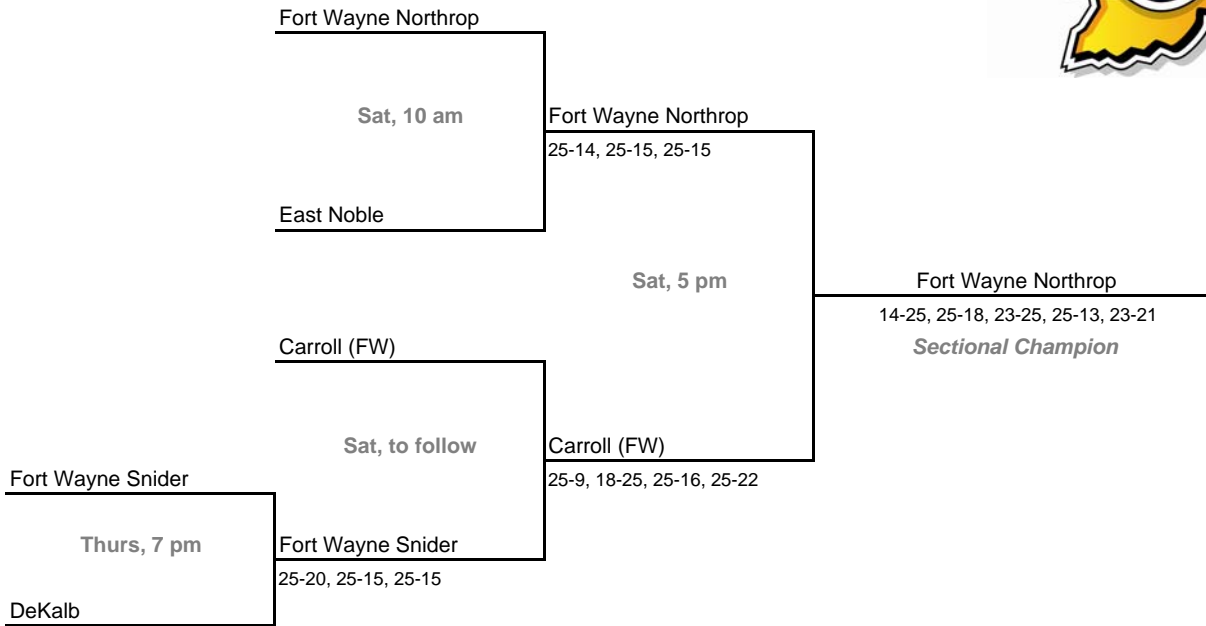 Fort Wayne Northrop
Sat, 10 am
Fort Wayne Northrop
25-14, 25-15, 25-15
East Noble
Sat, 5 pm
Fort Wayne Northrop
14-25, 25-18, 23-25, 25-13, 23-21
Sectional Champion
Carroll (FW)
Sat, to follow
Carroll (FW)
25-9, 18-25, 25-16, 25-22
Fort Wayne Snider
Thurs, 7 pm
Fort Wayne Snider
25-20, 25-15, 25-15
DeKalb